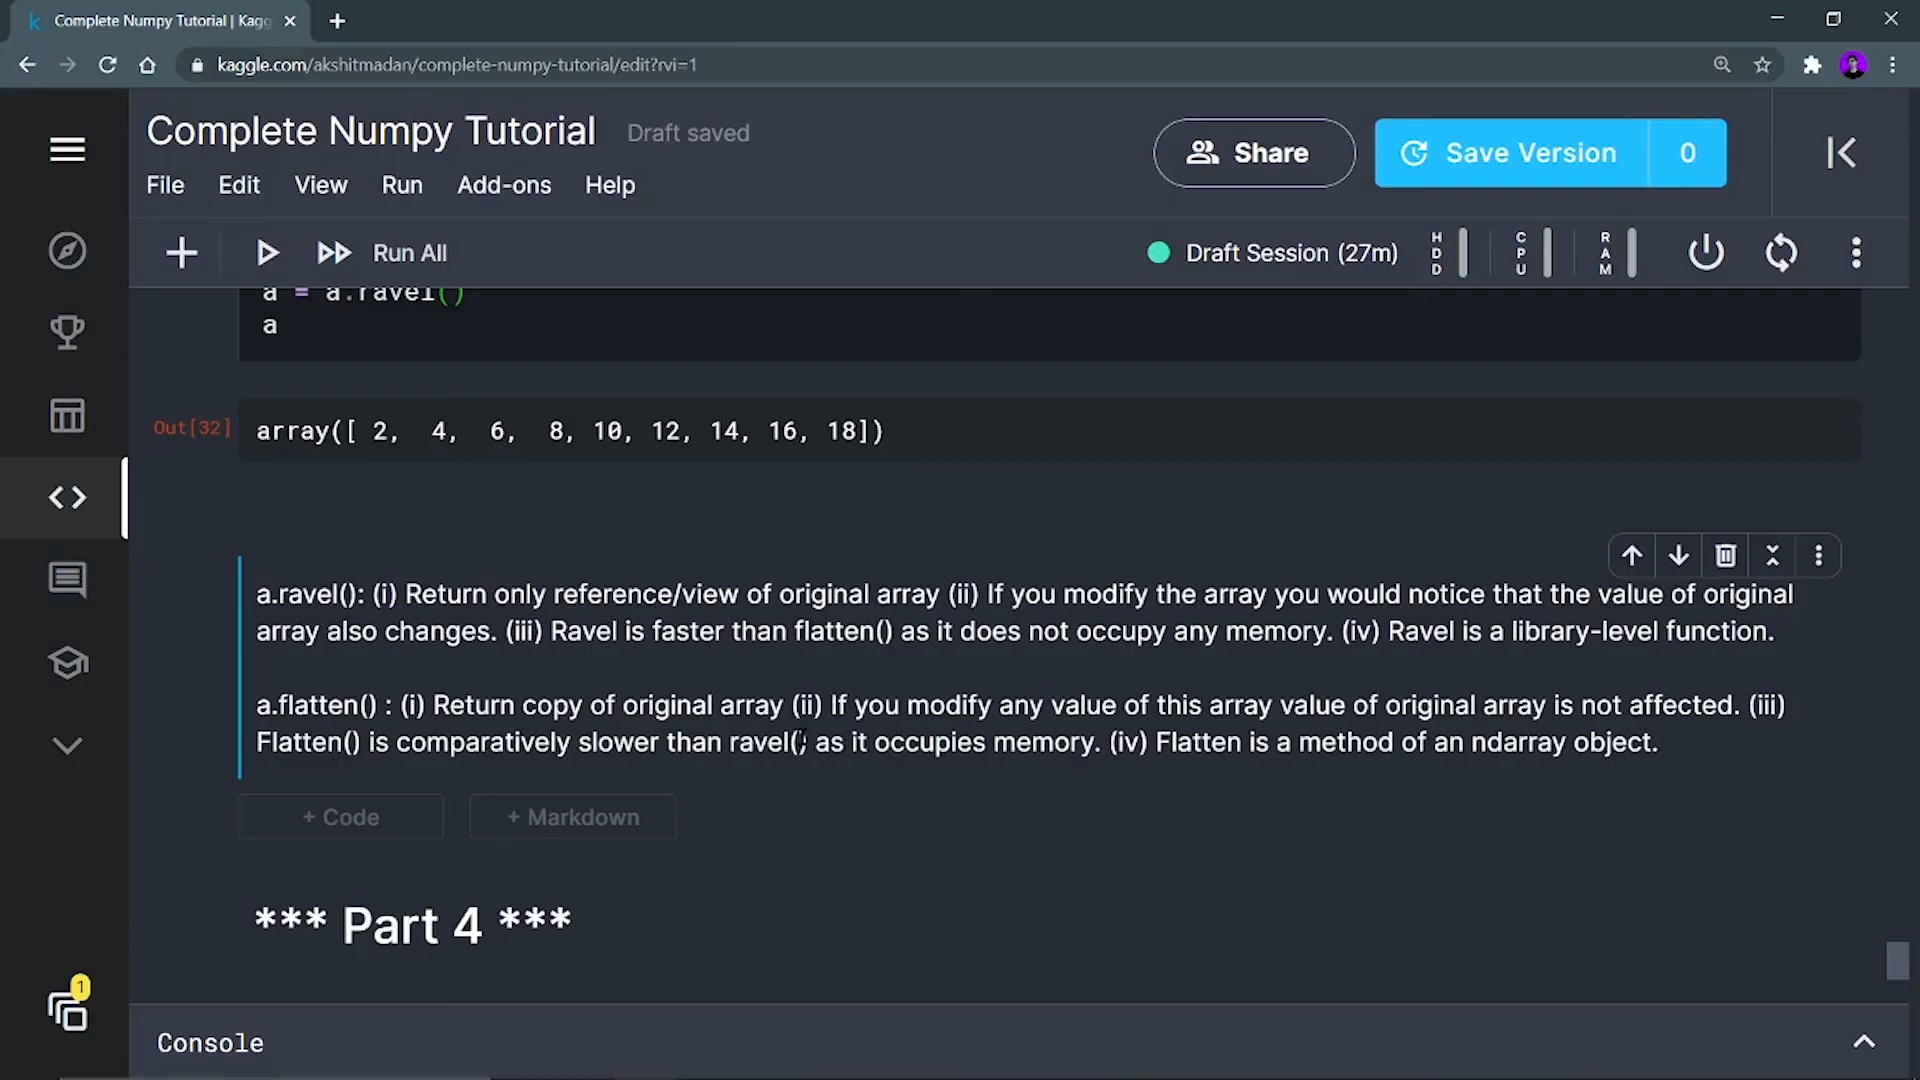 Complete Numpy Tutorial | Kagg
kaggle.com/akshitmadan/complete-numpy-tutorial/edit?rvi=1
Complete Numpy Tutorial Draft saved
Share
Save Version 0
File Edit View Run Add-ons Help
Run All
Draft Session (27m)
HDD
CPU
RAM
a = a.ravel()
a
Out[32]
array([ 2, 4, 6, 8, 10, 12, 14, 16, 18])
a.ravel(): (i) Return only reference/view of original array (ii) If you modify the array you would notice that the value of original
array also changes. (iii) Ravel is faster than flatten() as it does not occupy any memory. (iv) Ravel is a library-level function.
a.flatten() : (i) Return copy of original array (ii) If you modify any value of this array value of original array is not affected. (iii)
Flatten() is comparatively slower than ravel() as it occupies memory. (iv) Flatten is a method of an ndarray object.
+ Code
+ Markdown
*** Part 4 ***
1
Console